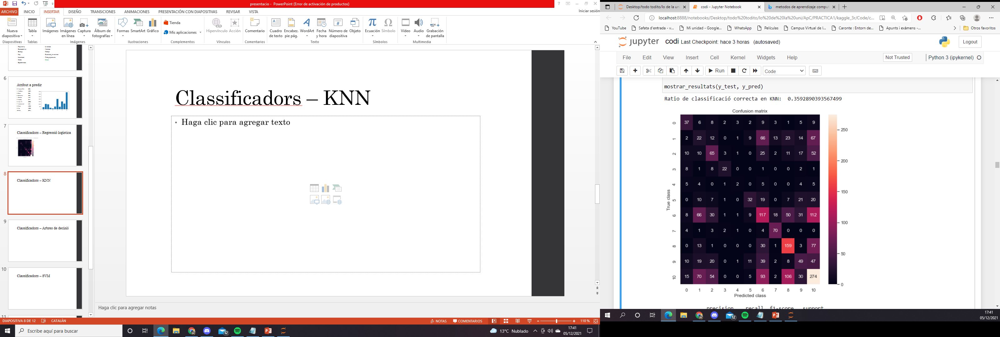 presentacio - PowerPoint (Error de activación de productos)
Iniciar sesión
ARCHIVO INICIO INSERTAR DISEÑO TRANSICIONES ANIMACIONES PRESENTACIÓN CON DIAPOSITIVAS REVISAR VISTA
Nueva diapositiva
Tabla
Imágenes
Imágenes en línea
Captura
Álbum de fotografías
Formas
SmartArt
Gráfico
Tienda
Mis aplicaciones
Hipervínculo
Acción
Comentario
Cuadro de texto
Encabez. pie pág.
WordArt
Fecha y hora
Número de diapositiva
Objeto
Ecuación
Símbolo
Vídeo
Audio
Grabación de pantalla
Diapositivas Tablas Imágenes Ilustraciones Complementos Vínculos Comentarios Texto Símbolos Multimedia
6
Atribut a predir
7
Classificadors – Regressió logística
8
Classificadors – KNN
9
Classificadors – Arbres de decisió
10
Classificadors – SVM
11
Classificadors – KNN
• Haga clic para agregar texto
Haga clic para agregar notas
DIAPOSITIVA 8 DE 12 CATALÁN NOTAS COMENTARIOS 110 %
Escribe aquí para buscar
12
13°C Nublado
17:41
05/12/2021
Desktop/todo todito/lo de la un
codi - Jupyter Notebook
metodos de aprendizaje comput
localhost:8888/notebooks/Desktop/todo%20todito/lo%20de%20la%20uni/ApC/PRACTICA1/kaggle_3r/Code/c...
YouTube Safata d'entrada - v... Mi unidad - Google... WhatsApp Películas Campus Virtual de l... Caronte : Entorn de... Apunts i exàmens -... Otros favoritos
jupyter codi Last Checkpoint: hace 3 horas (autosaved) Logout
File Edit View Insert Cell Kernel Widgets Help Not Trusted Python 3 (ipykernel)
Run Code
mostrar_resultats(y_test, y_pred)
Ratio de classificació correcta en KNN: 0.3592890393567499
Confusion matrix
0 37 6 8 2 3 2 9 3 1 5 9
1 2 22 12 0 1 9 66 13 23 14 67
2 10 10 65 3 1 0 25 2 11 17 52
3 8 1 8 22 0 0 1 0 0 2 1
4 5 4 0 1 2 0 5 0 0 4 5
5 0 10 7 1 0 32 19 0 7 21 20
6 8 66 30 1 1 9 117 18 50 31 112
7 4 1 3 2 1 0 4 70 0 0 0
8 0 13 1 0 0 0 30 1 159 3 77
9 10 19 20 0 1 11 39 2 8 49 47
10 15 70 54 0 0 5 93 2 106 30 274
0 1 2 3 4 5 6 7 8 9 10
Predicted class
True class
250
200
150
100
50
0
precision recall f1-score support
12
17:41
05/12/2021